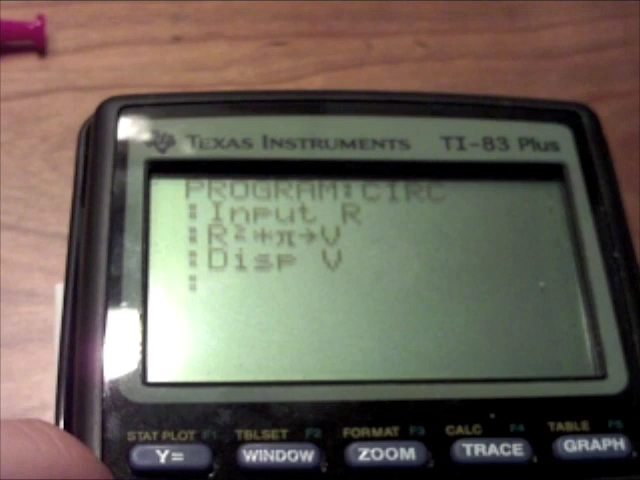 TEXAS INSTRUMENTS TI-83 Plus
PROGRAM:CIRC
:Input R
:R²*π→V
:Disp V
:
STAT PLOT F1 TBLSET F2 FORMAT F3 CALC F4 TABLE F5
Y= WINDOW ZOOM TRACE GRAPH